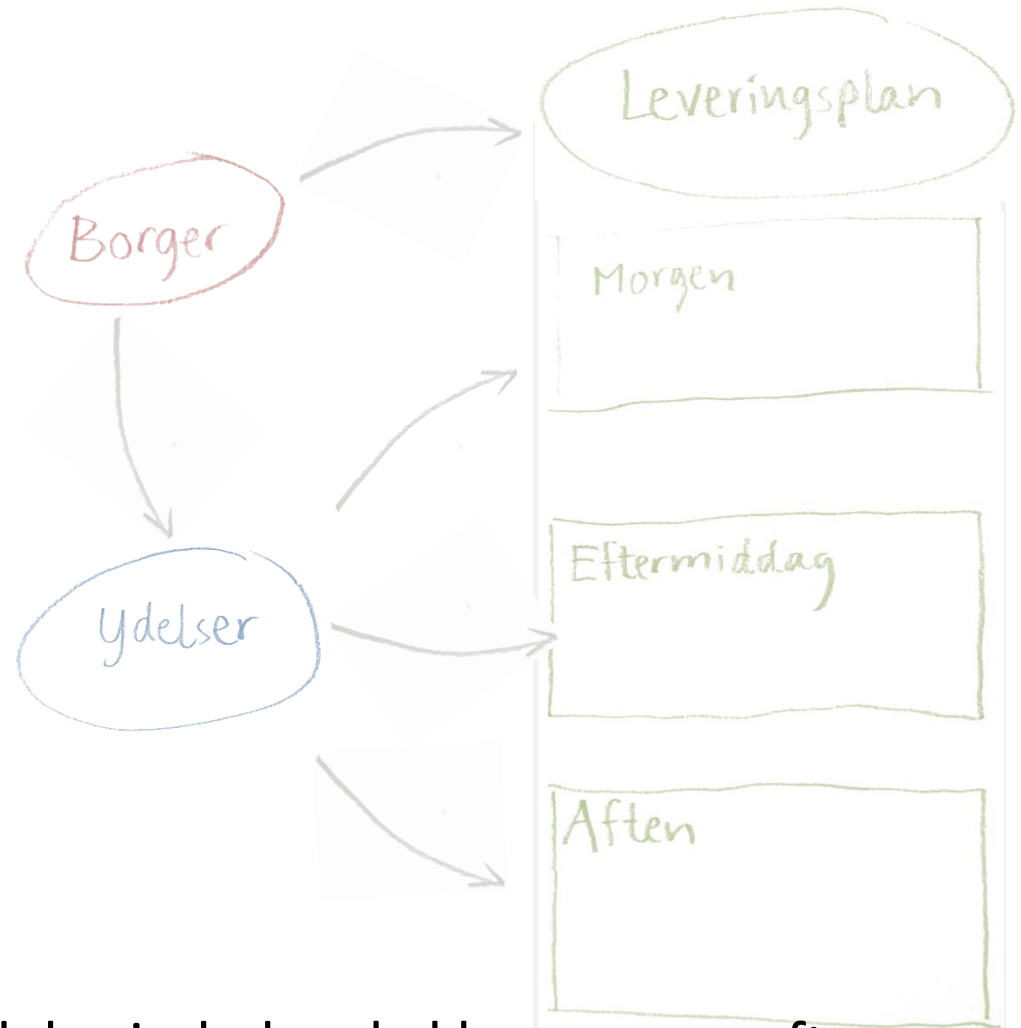 Leveringsplan
Borger
Morgen
Eftermiddag
Ydelser
Aften